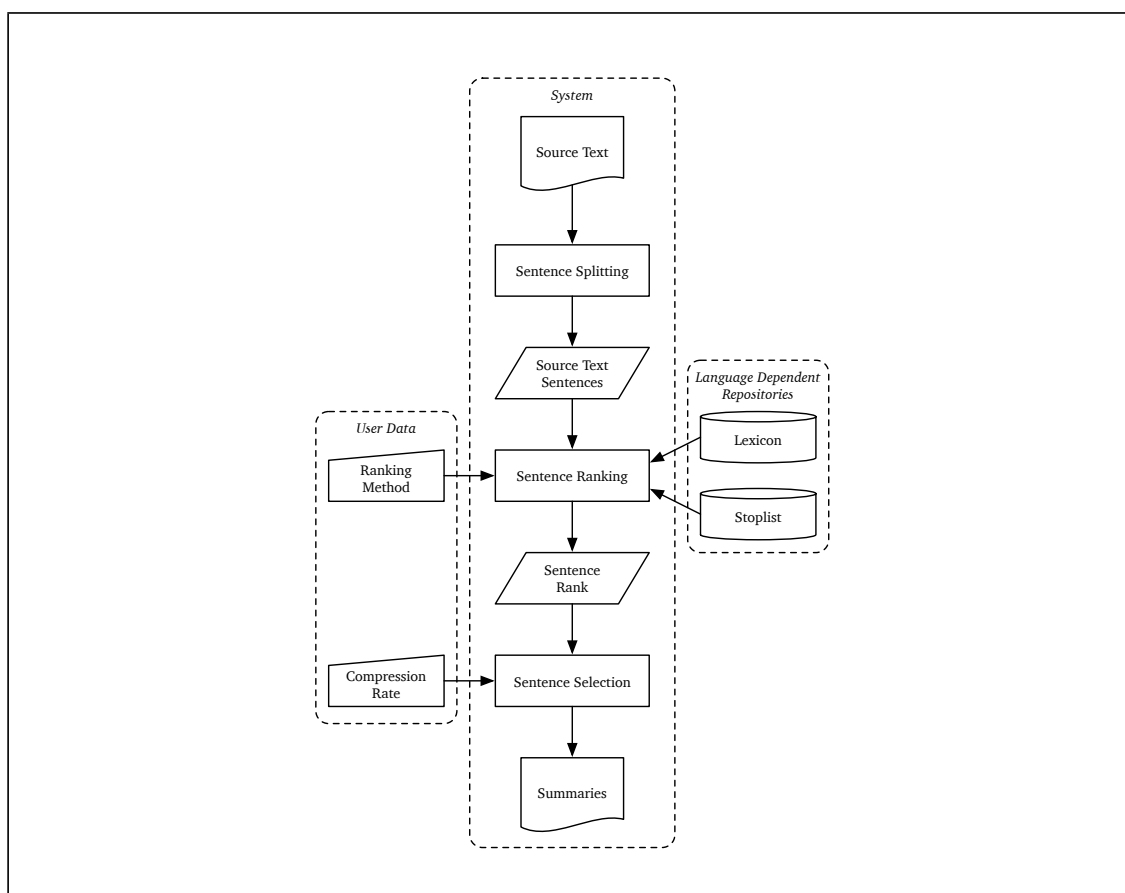 System
Source Text
Sentence Splitting
Source Text
Sentences
Language Dependent
Repositories
Lexicon
Stoplist
User Data
Ranking
Method
Sentence Ranking
Sentence
Rank
Compression
Rate
Sentence Selection
Summaries